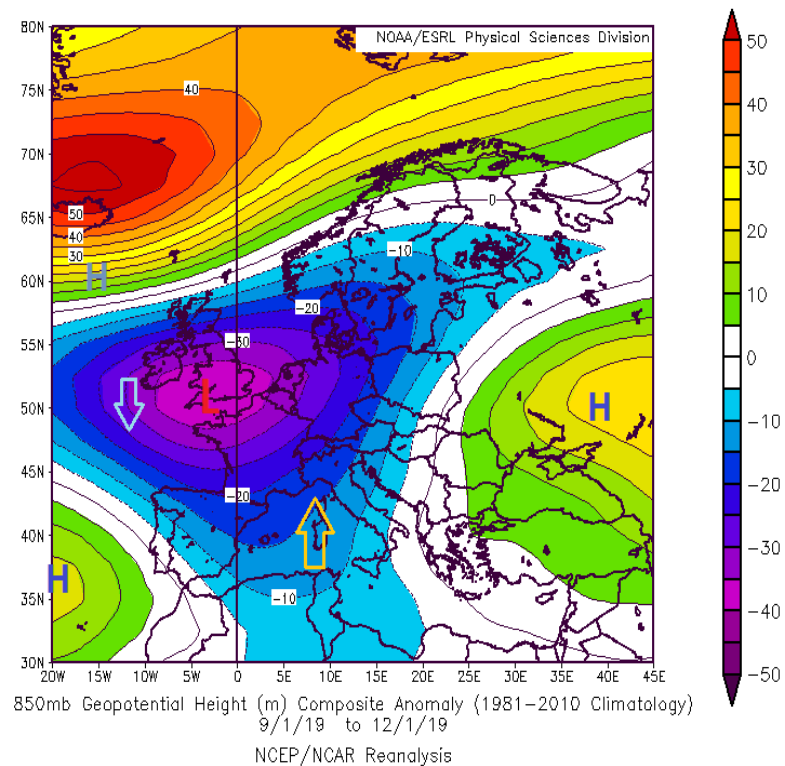 NOAA/ESRL Physical Sciences Division
80N
75N
70N
65N
60N
55N
50N
45N
40N
35N
30N
20W 15W 10W 5W 0 5E 10E 15E 20E 25E 30E 35E 40E 45E
40
50
40
30
0
-10
-20
-30
-20
-10
H
L
H
H
50
40
30
20
10
0
-10
-20
-30
-40
-50
850mb Geopotential Height (m) Composite Anomaly (1981-2010 Climatology)
9/1/19 to 12/1/19
NCEP/NCAR Reanalysis